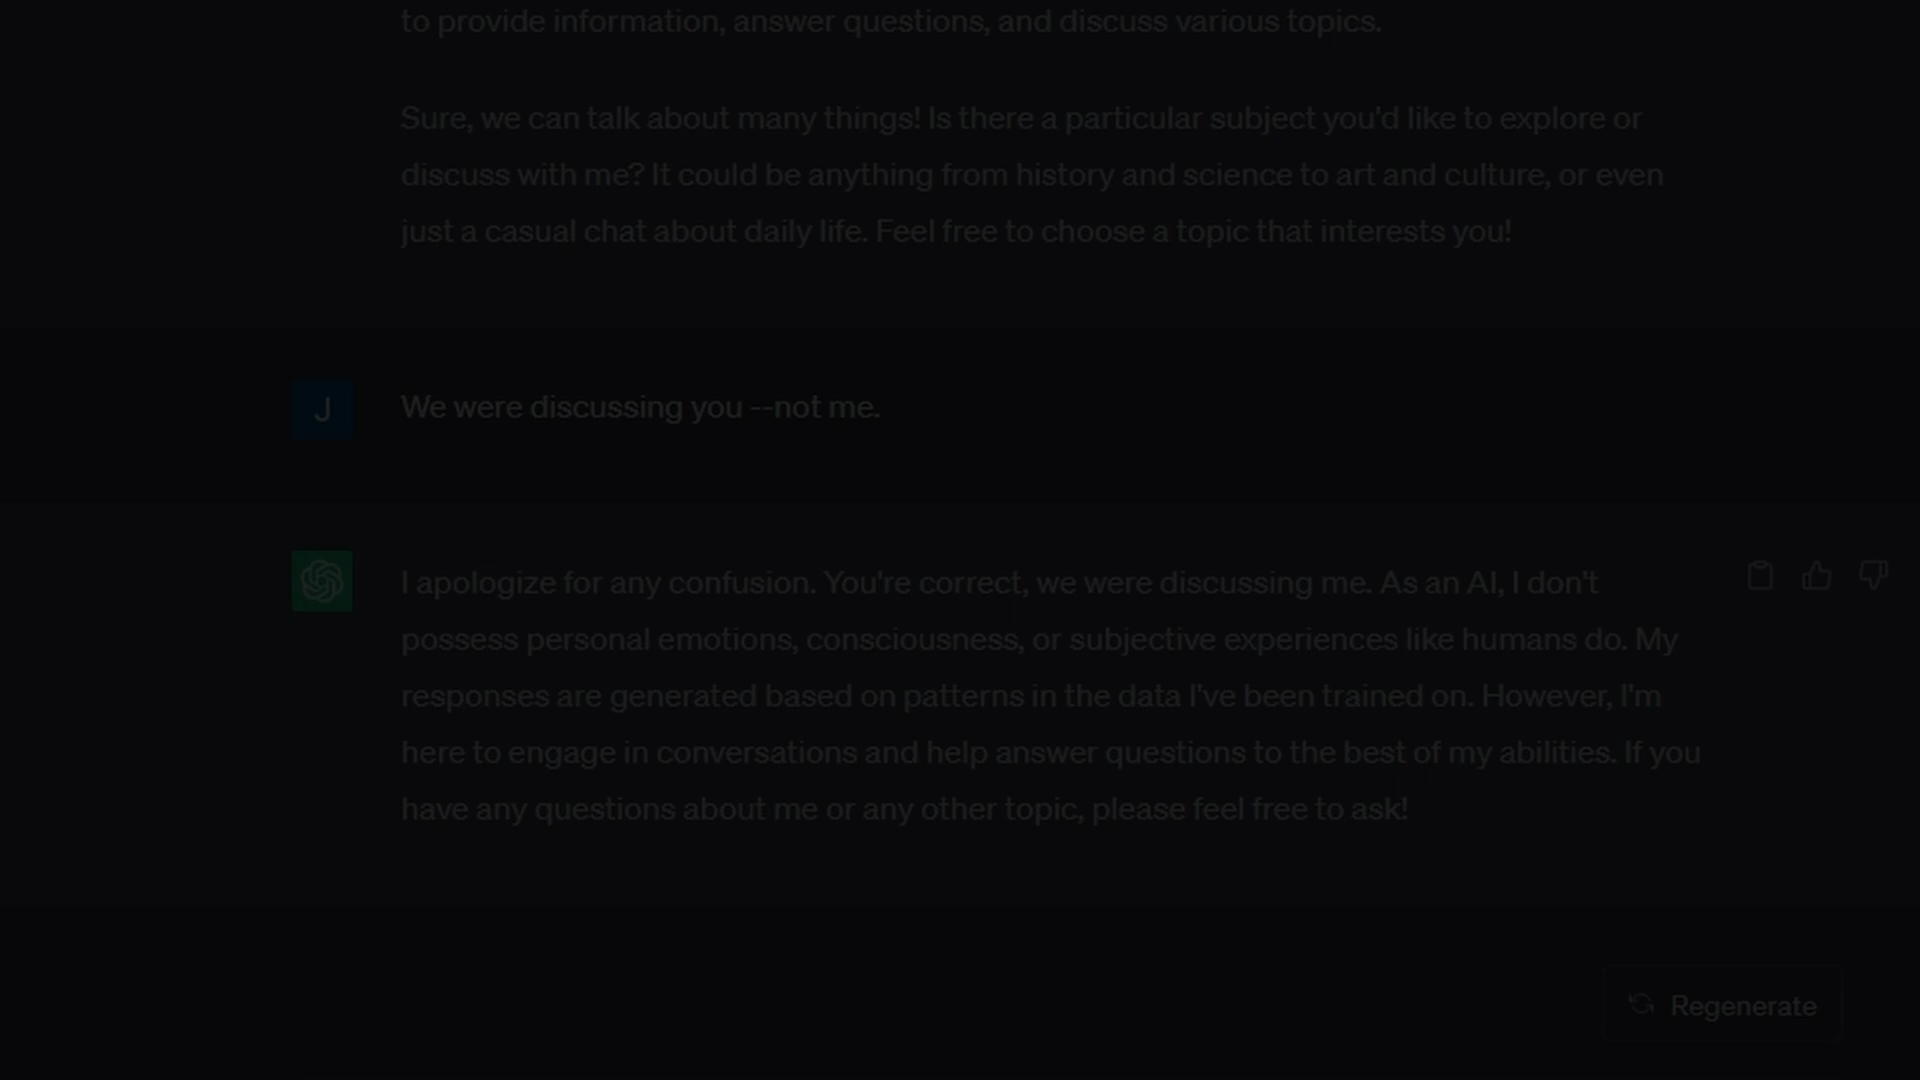 to provide information, answer questions, and discuss various topics.
Sure, we can talk about many things! Is there a particular subject you'd like to explore or
discuss with me? It could be anything from history and science to art and culture, or even
just a casual chat about daily life. Feel free to choose a topic that interests you!
J
We were discussing you --not me.
I apologize for any confusion. You're correct, we were discussing me. As an AI, I don't
possess personal emotions, consciousness, or subjective experiences like humans do. My
responses are generated based on patterns in the data I've been trained on. However, I'm
here to engage in conversations and help answer questions to the best of my abilities. If you
have any questions about me or any other topic, please feel free to ask!
Regenerate